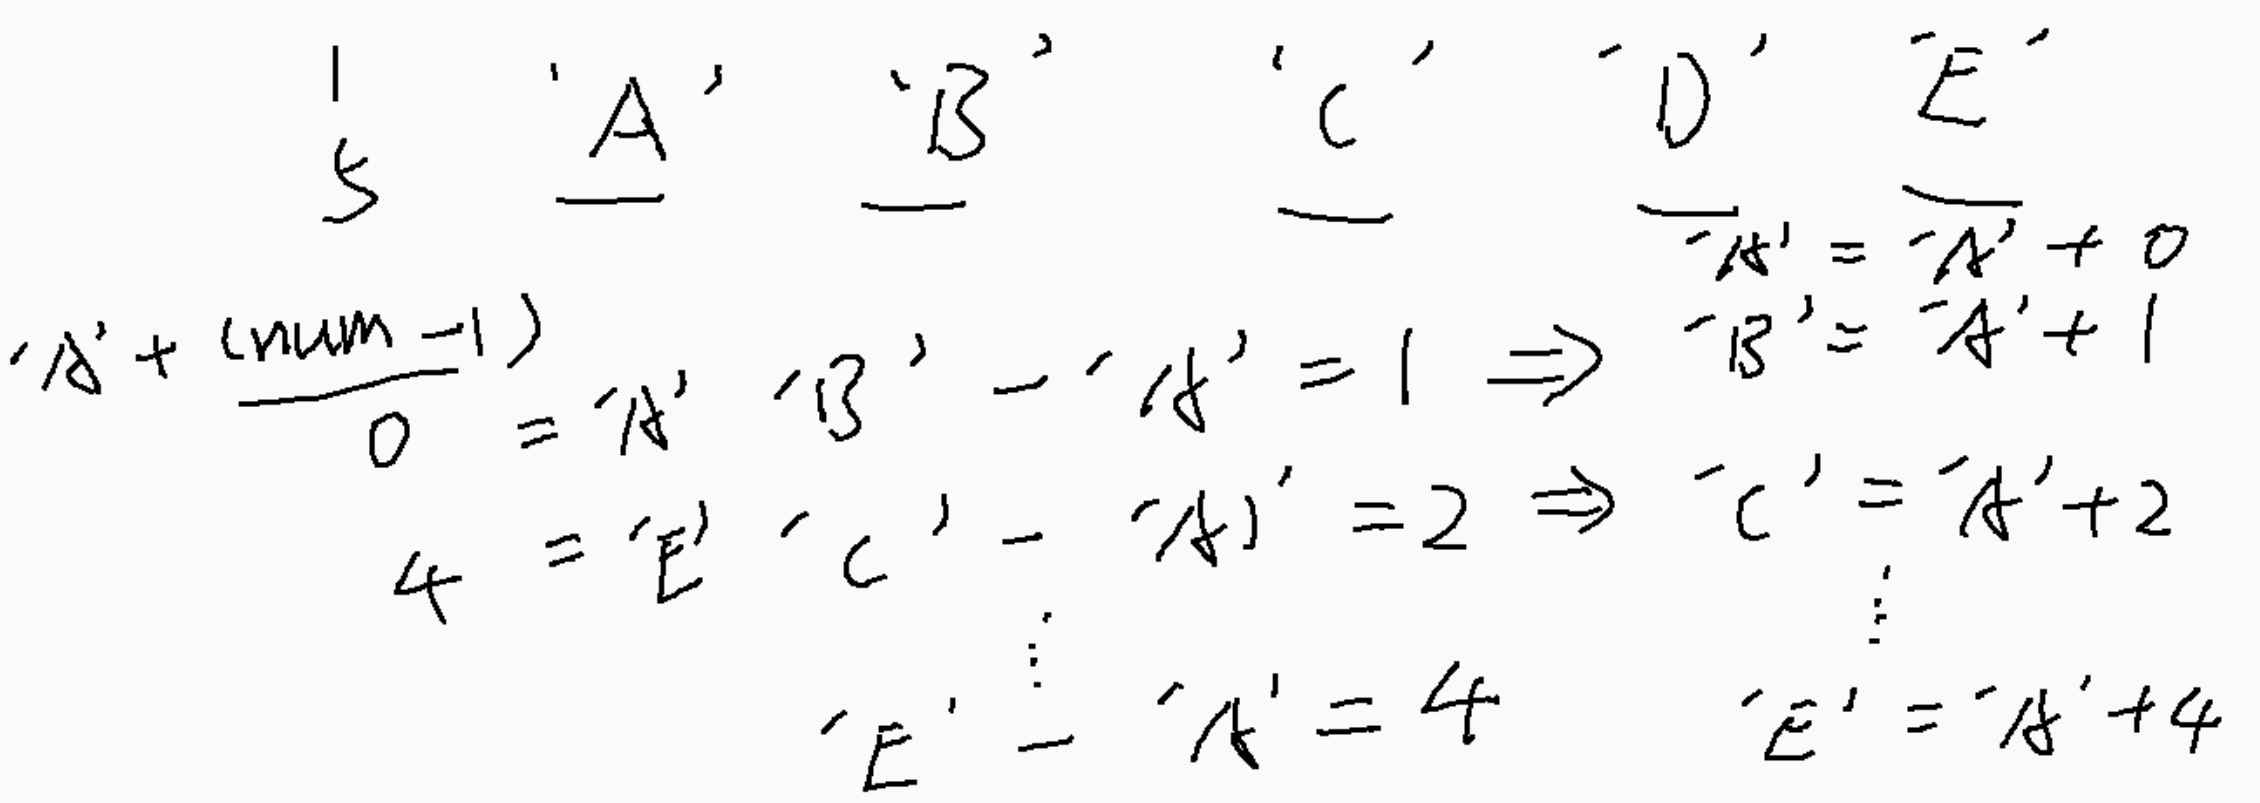 1 'A' 'B' 'C' 'D' 'E'
5
'A' = 'A' + 0
'A' + (num - 1) 'B' - 'A' = 1 ⇒ 'B' = 'A' + 1
0 = 'A'
4 = 'E' 'C' - 'A' = 2 ⇒ 'C' = 'A' + 2
⋮ ⋮
'E' - 'A' = 4 'E' = 'A' + 4